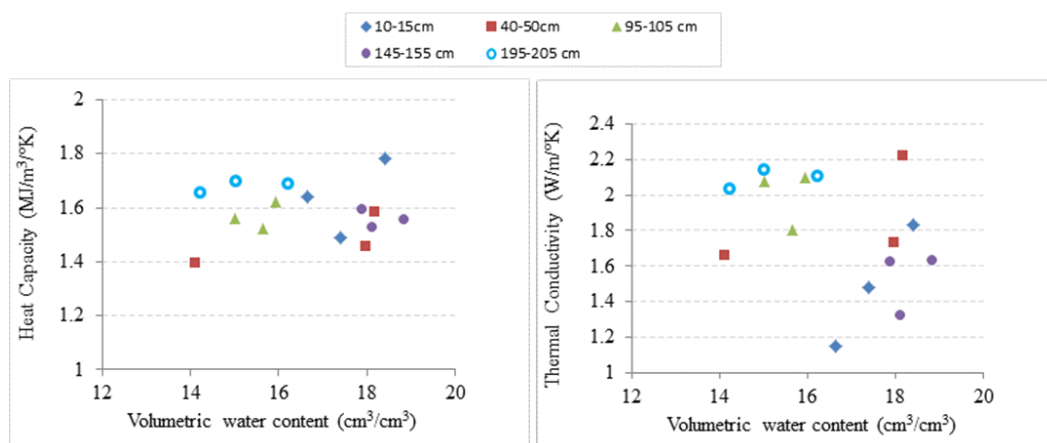 10-15cm 40-50cm 95-105 cm
145-155 cm 195-205 cm
Heat Capacity (MJ/m³/°K)
2
1.8
1.6
1.4
1.2
1
12 14 16 18 20
Volumetric water content (cm³/cm³)
Thermal Conductivity (W/m/°K)
2.4
2.2
2
1.8
1.6
1.4
1.2
1
12 14 16 18 20
Volumetric water content (cm³/cm³)